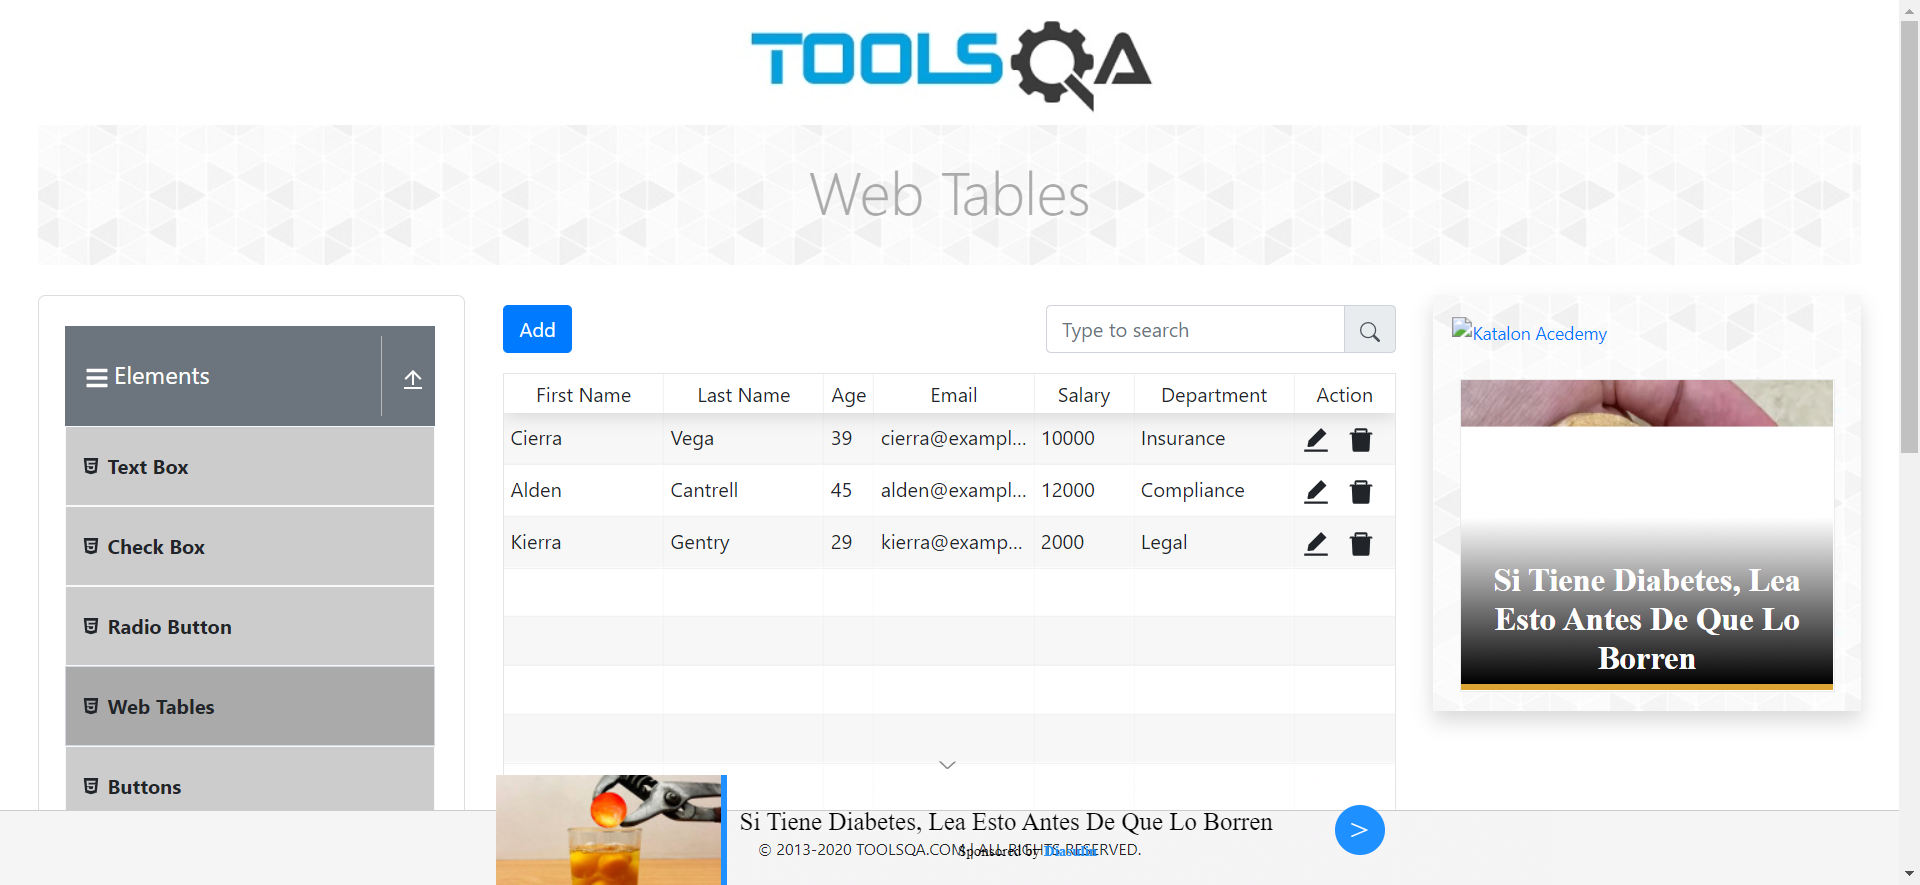 TOOLSQA
Web Tables
Elements
Text Box
Check Box
Radio Button
Web Tables
Buttons
Add
Type to search
First Name Last Name Age Email Salary Department Action
Cierra Vega 39 cierra@exampl... 10000 Insurance
Alden Cantrell 45 alden@exampl... 12000 Compliance
Kierra Gentry 29 kierra@examp... 2000 Legal
Katalon Acedemy
Si Tiene Diabetes, Lea
Esto Antes De Que Lo
Borren
Si Tiene Diabetes, Lea Esto Antes De Que Lo Borren
>
© 2013-2020 TOOLSQA.COM | ALL RIGHTS RESERVED.
Sponsored by